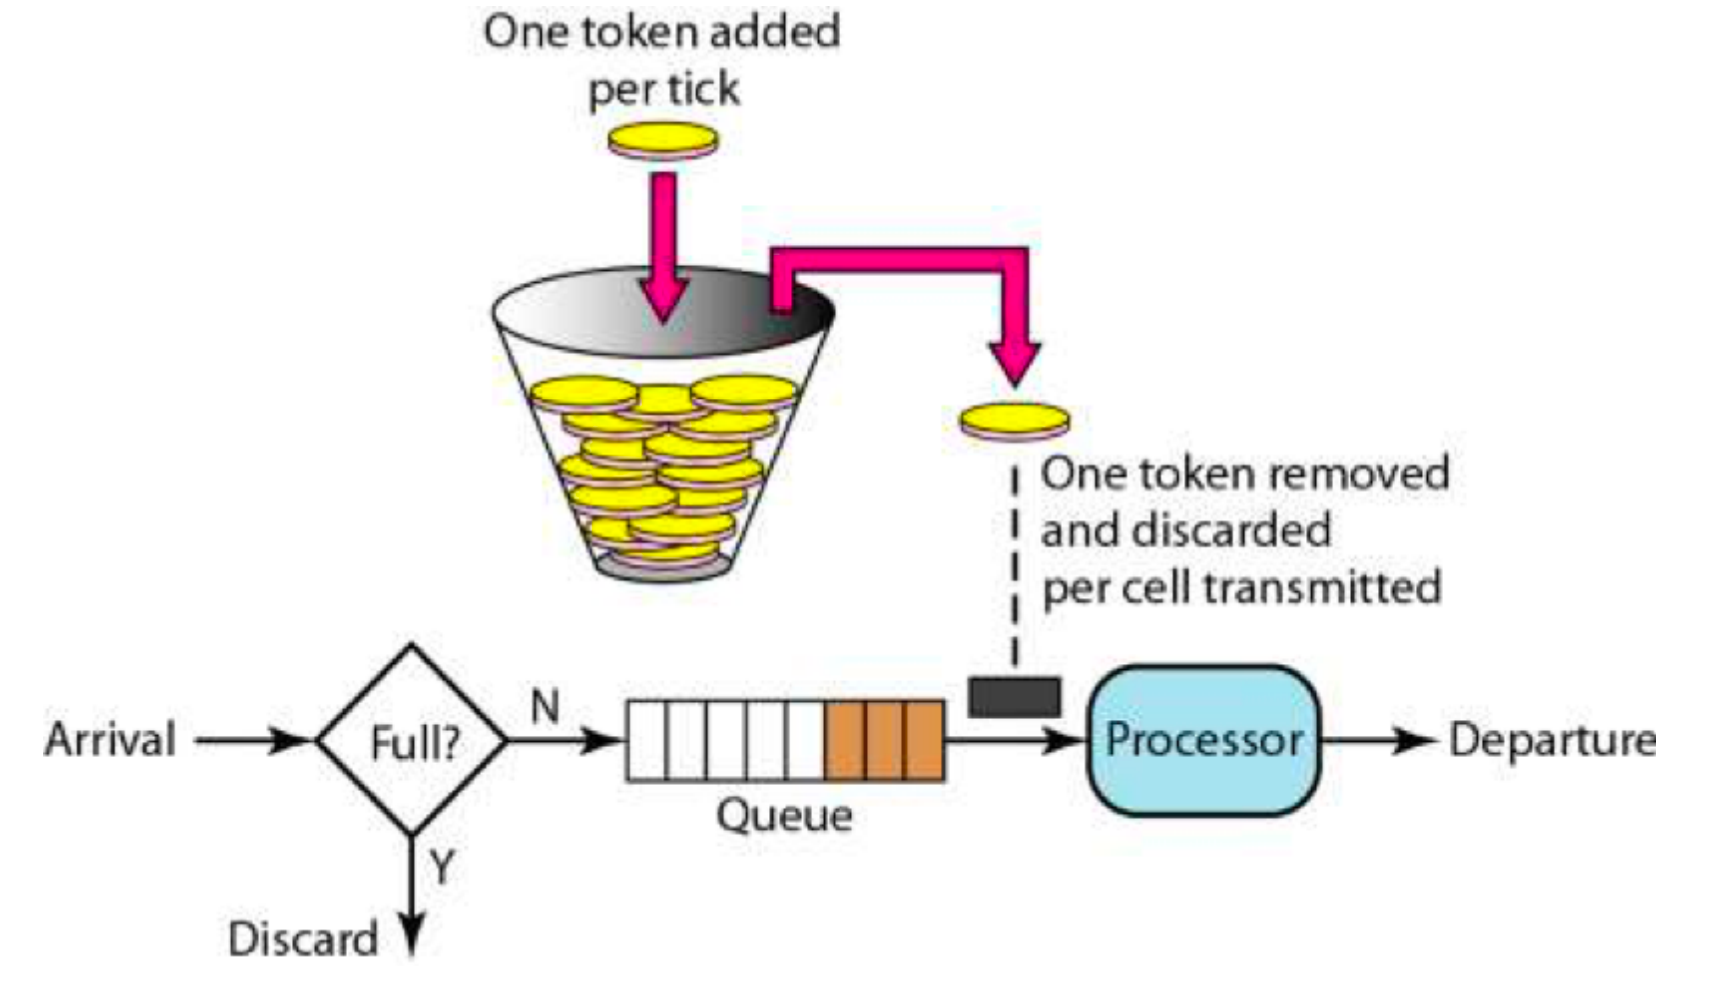 One token added
per tick
One token removed
and discarded
per cell transmitted
Arrival
Full?
N
Queue
Processor
Departure
Y
Discard